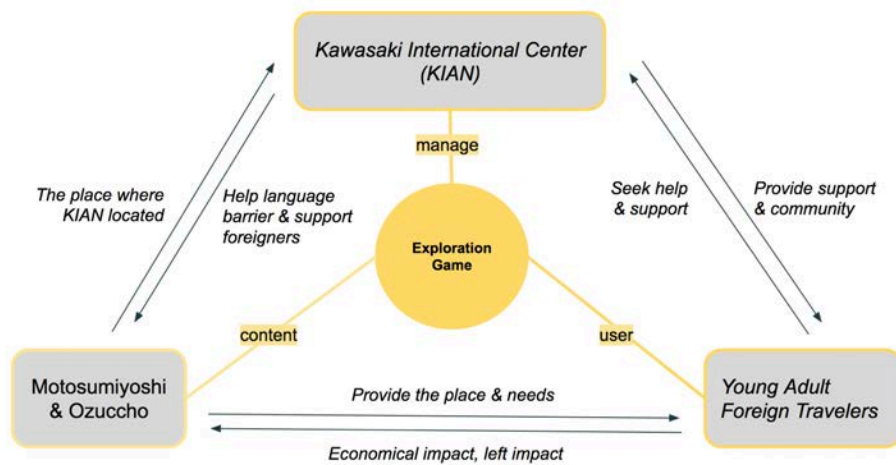 Kawasaki International Center
(KIAN)
manage
The place where
KIAN located
Help language
barrier & support
foreigners
Seek help
& support
Provide support
& community
Exploration
Game
content
user
Motosumiyoshi
& Ozuccho
Provide the place & needs
Economical impact, left impact
Young Adult
Foreign Travelers